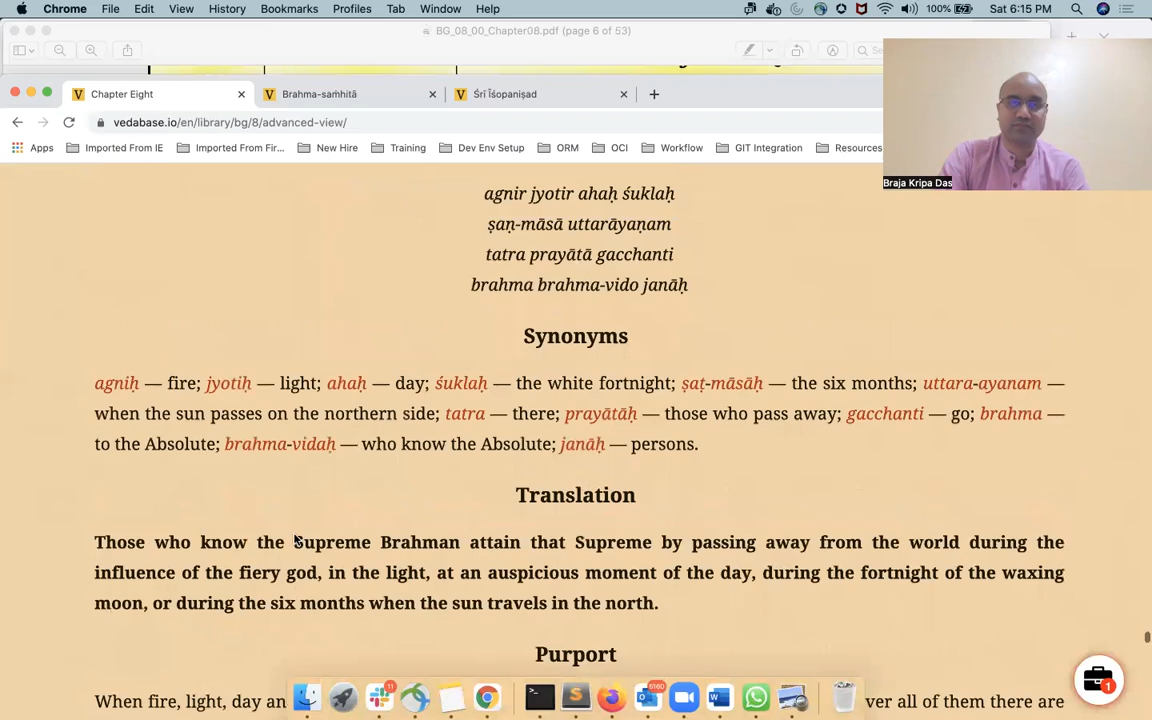 Chrome File Edit View History Bookmarks Profiles Tab Window Help 100% Sat 6:15 PM
BG_08_00_Chapter08.pdf (page 6 of 53)
Chapter Eight Brahma-saṁhitā Śrī Īśopaniṣad
vedabase.io/en/library/bg/8/advanced-view/
Apps Imported From IE Imported From Fir... New Hire Training Dev Env Setup ORM OCI Workflow GIT Integration Resources
Braja Kripa Das
agnir jyotir ahaḥ śuklaḥ
ṣaṇ-māsā uttarāyaṇam
tatra prayātā gacchanti
brahma brahma-vido janāḥ
Synonyms
agniḥ — fire; jyotiḥ — light; ahaḥ — day; śuklaḥ — the white fortnight; ṣaṭ-māsāḥ — the six months; uttara-ayanam —
when the sun passes on the northern side; tatra — there; prayātāḥ — those who pass away; gacchanti — go; brahma —
to the Absolute; brahma-vidaḥ — who know the Absolute; janāḥ — persons.
Translation
Those who know the Supreme Brahman attain that Supreme by passing away from the world during the
influence of the fiery god, in the light, at an auspicious moment of the day, during the fortnight of the waxing
moon, or during the six months when the sun travels in the north.
Purport
When fire, light, day an ver all of them there are
11
6160
1